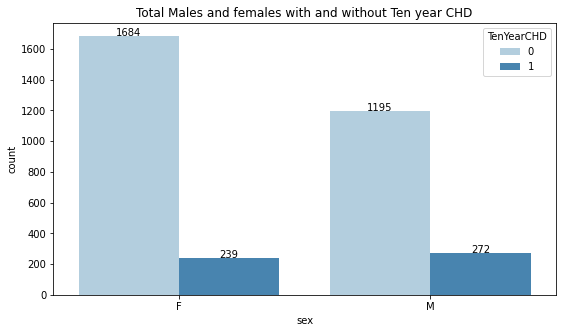 Total Males and females with and without Ten year CHD
TenYearCHD
0
1
1684
239
1195
272
1600
1400
1200
1000
800
600
400
200
0
count
F
M
sex